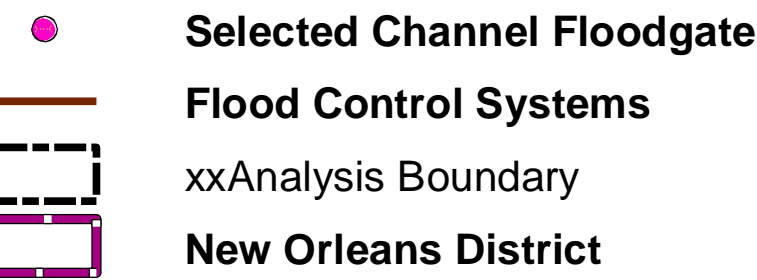 Selected Channel Floodgate
Flood Control Systems
xxAnalysis Boundary
New Orleans District